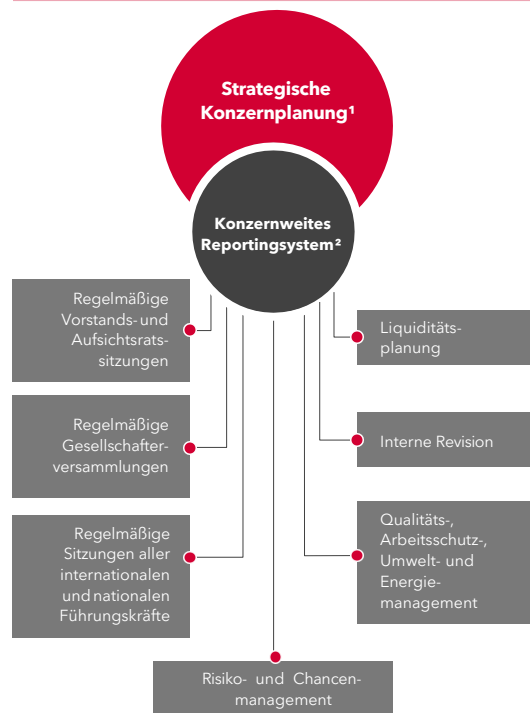 Strategische
Konzernplanung¹
Konzernweites
Reportingsystem²
Regelmäßige
Vorstands- und
Aufsichtsrats-
sitzungen
Liquiditäts-
planung
Regelmäßige
Gesellschafter-
versammlungen
Interne Revision
Regelmäßige
Sitzungen aller
internationalen
und nationalen
Führungskräfte
Qualitäts-,
Arbeitsschutz-,
Umwelt- und
Energie-
management
Risiko- und Chancen-
management